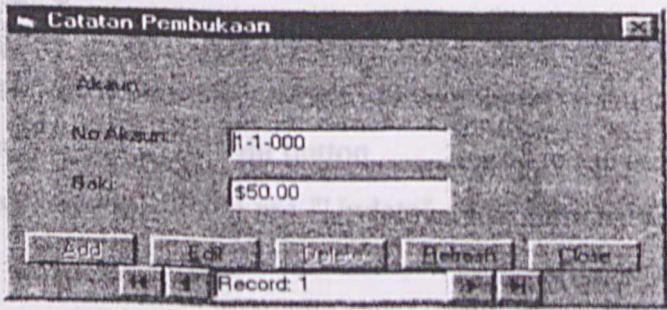 Catatan Pembukaan
Akaun:
No Akaun: 1-1-000
Baki: $50.00
Add Edit Delete Refresh Close
Record: 1